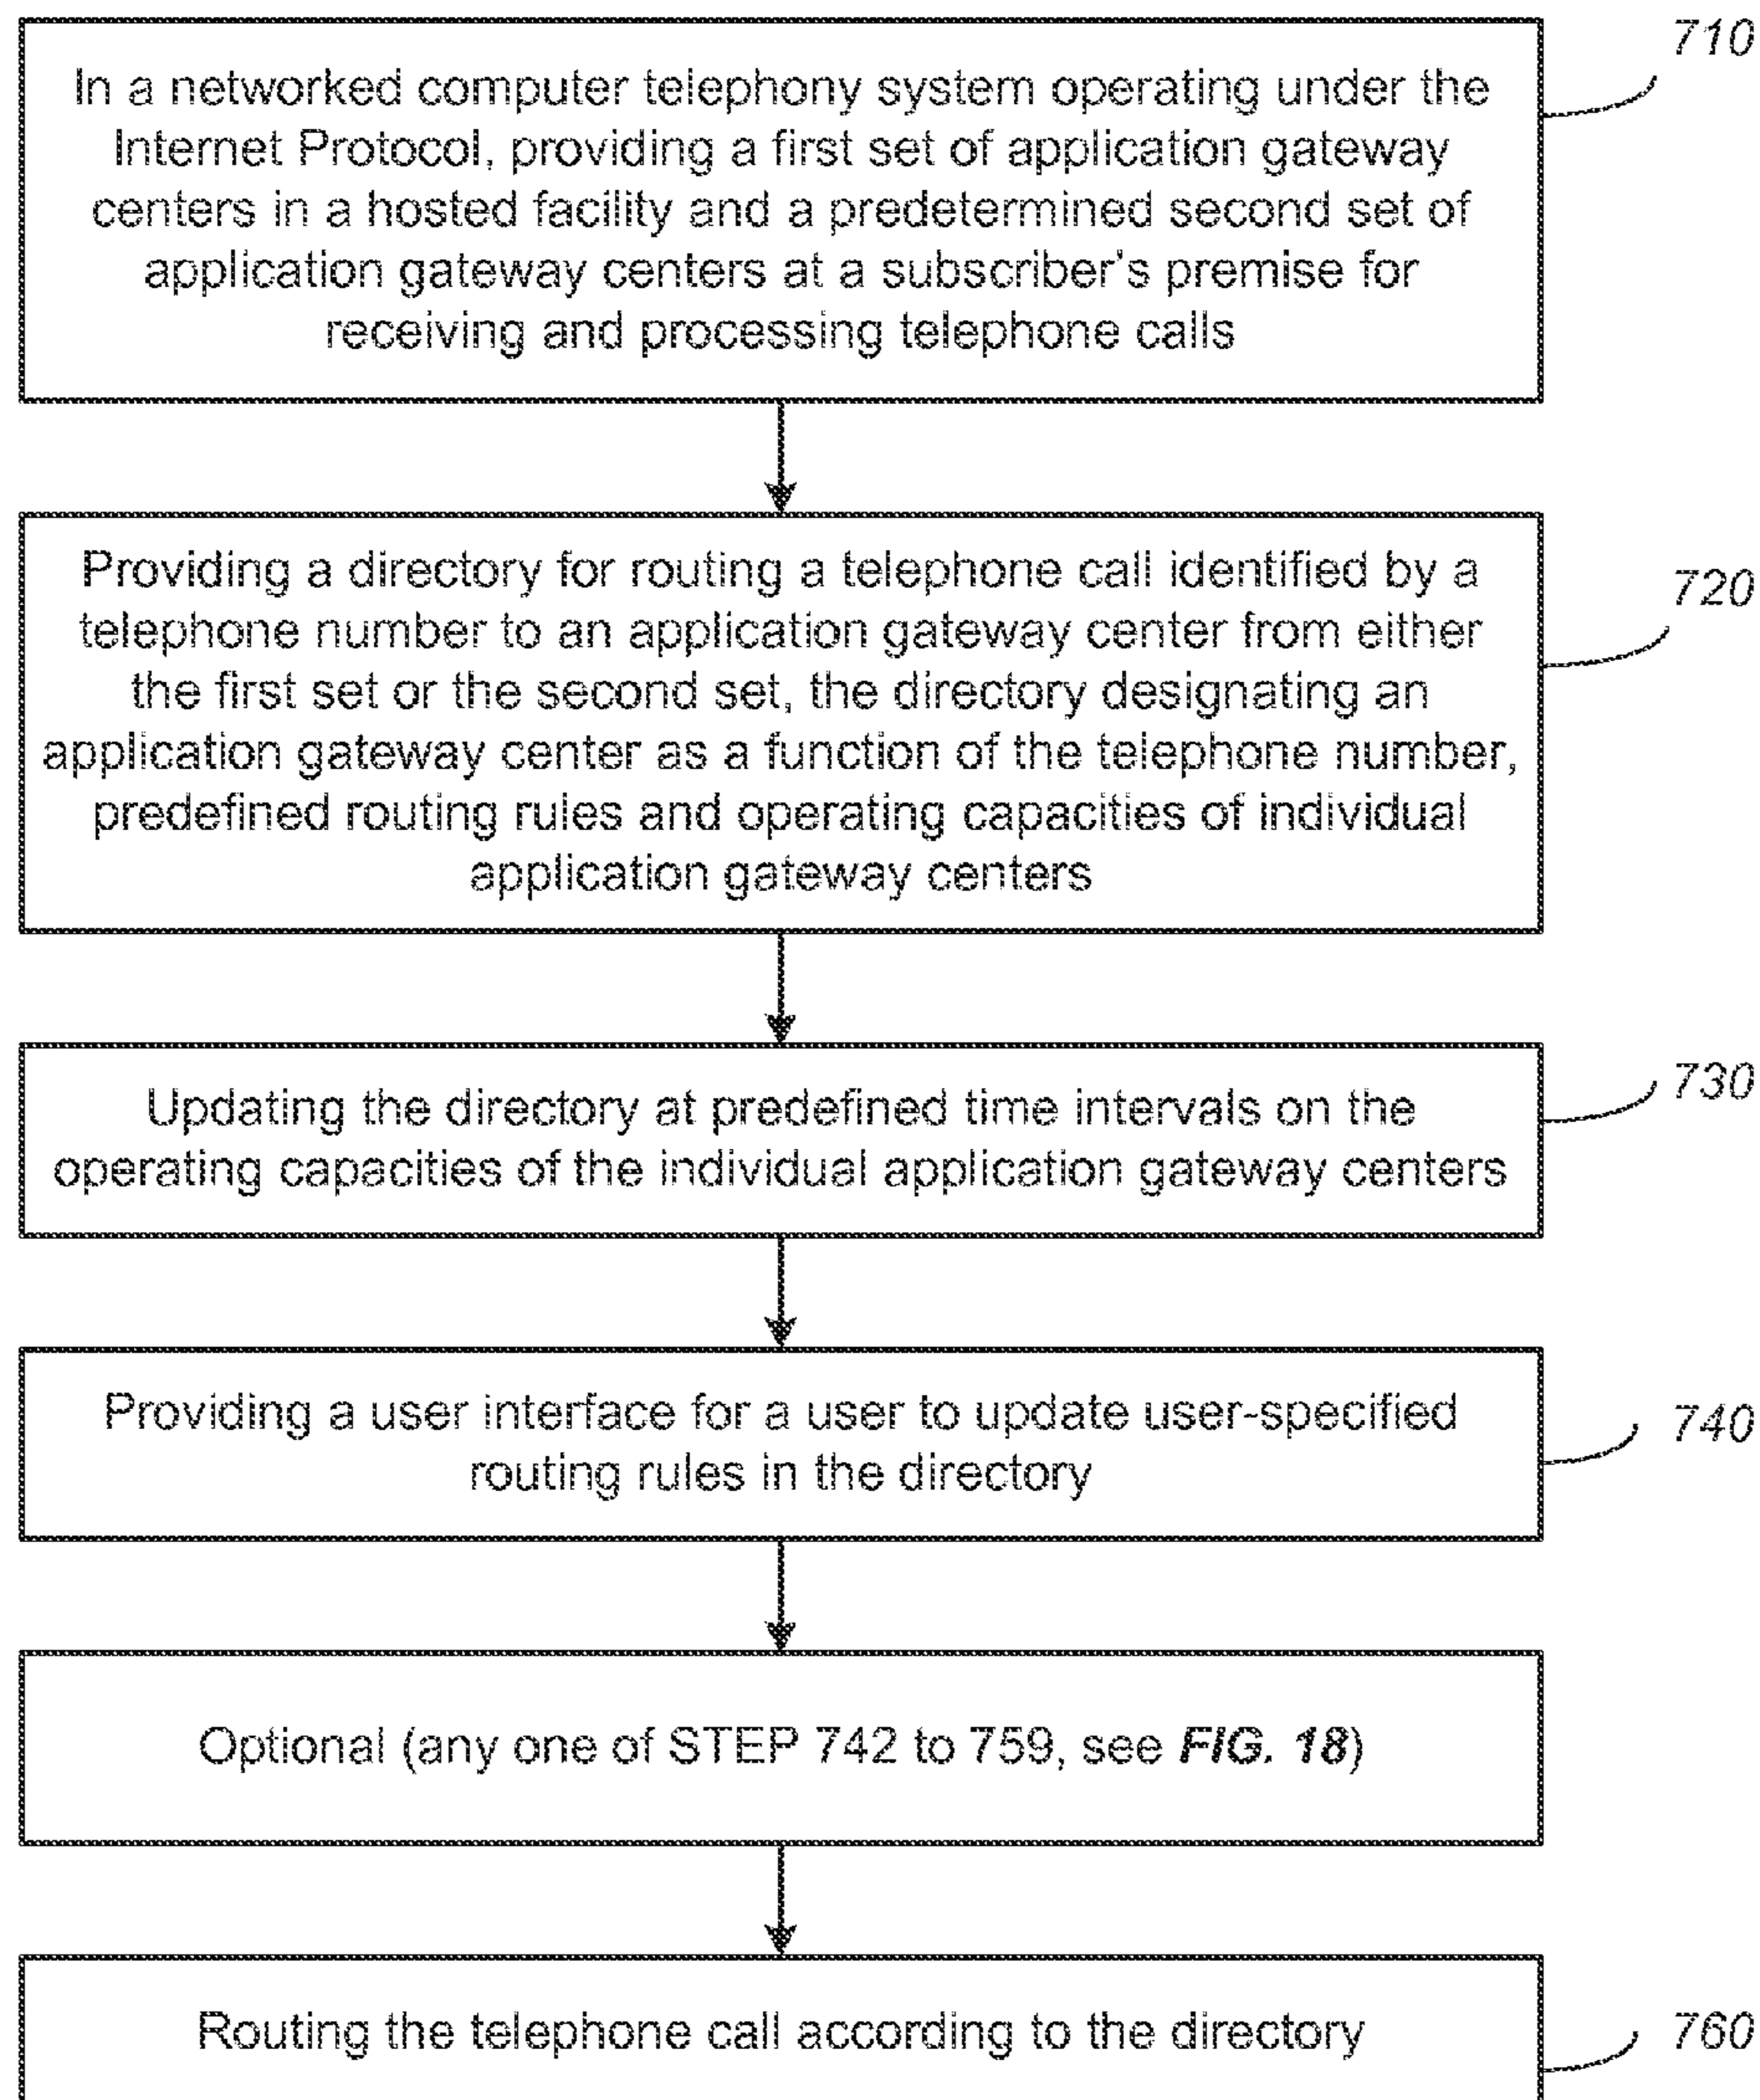 710
In a networked computer telephony system operating under the
Internet Protocol, providing a first set of application gateway
centers in a hosted facility and a predetermined second set of
application gateway centers at a subscriber's premise for
receiving and processing telephone calls
720
Providing a directory for routing a telephone call identified by a
telephone number to an application gateway center from either
the first set or the second set, the directory designating an
application gateway center as a function of the telephone number,
predefined routing rules and operating capacities of individual
application gateway centers
730
Updating the directory at predefined time intervals on the
operating capacities of the individual application gateway centers
740
Providing a user interface for a user to update user-specified
routing rules in the directory
Optional (any one of STEP 742 to 759, see FIG. 18)
760
Routing the telephone call according to the directory